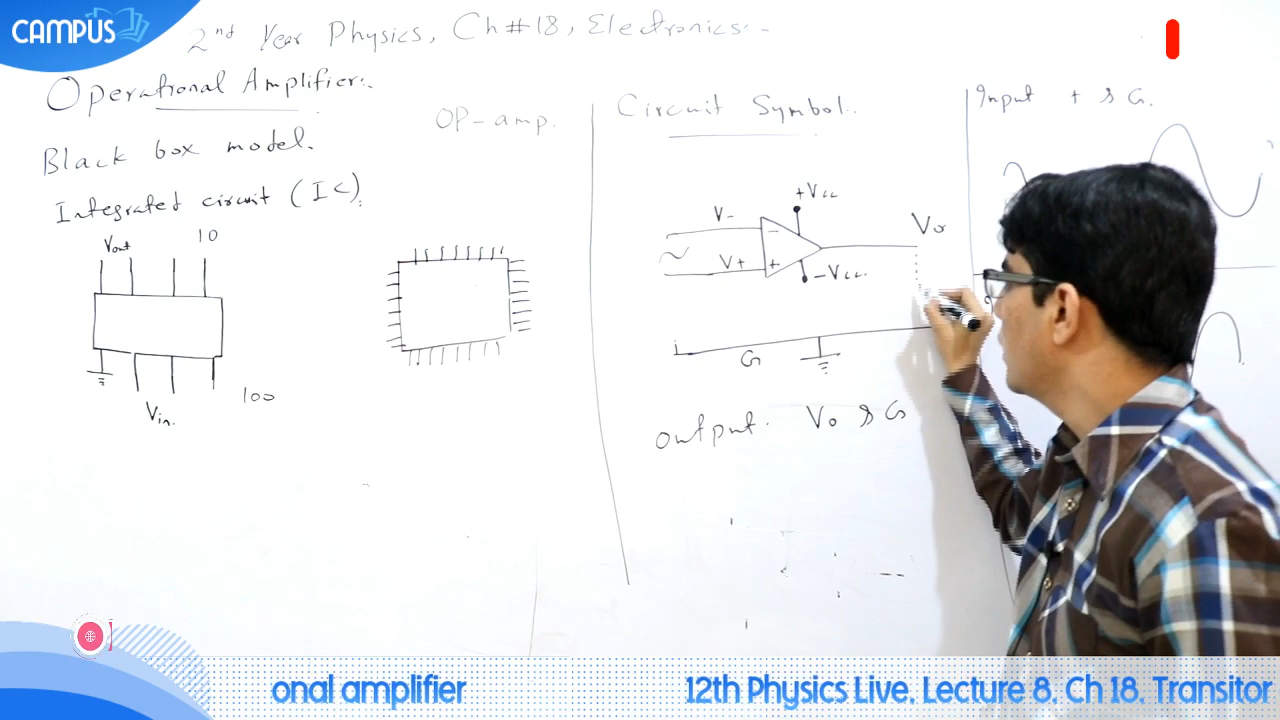 CAMPUS
2nd Year Physics, Ch # 18, Electronics:-
Operational Amplifier:.
OP-amp.
Black box model.
Integrated circuit (IC).
Vout
10
Vin.
100
Circuit Symbol.
+Vcc
V-
V+
-
+
-Vcc.
Vo
G
output. Vo & G
Input + & G.
onal amplifier
12th Physics Live, Lecture 8, Ch 18, Transitor